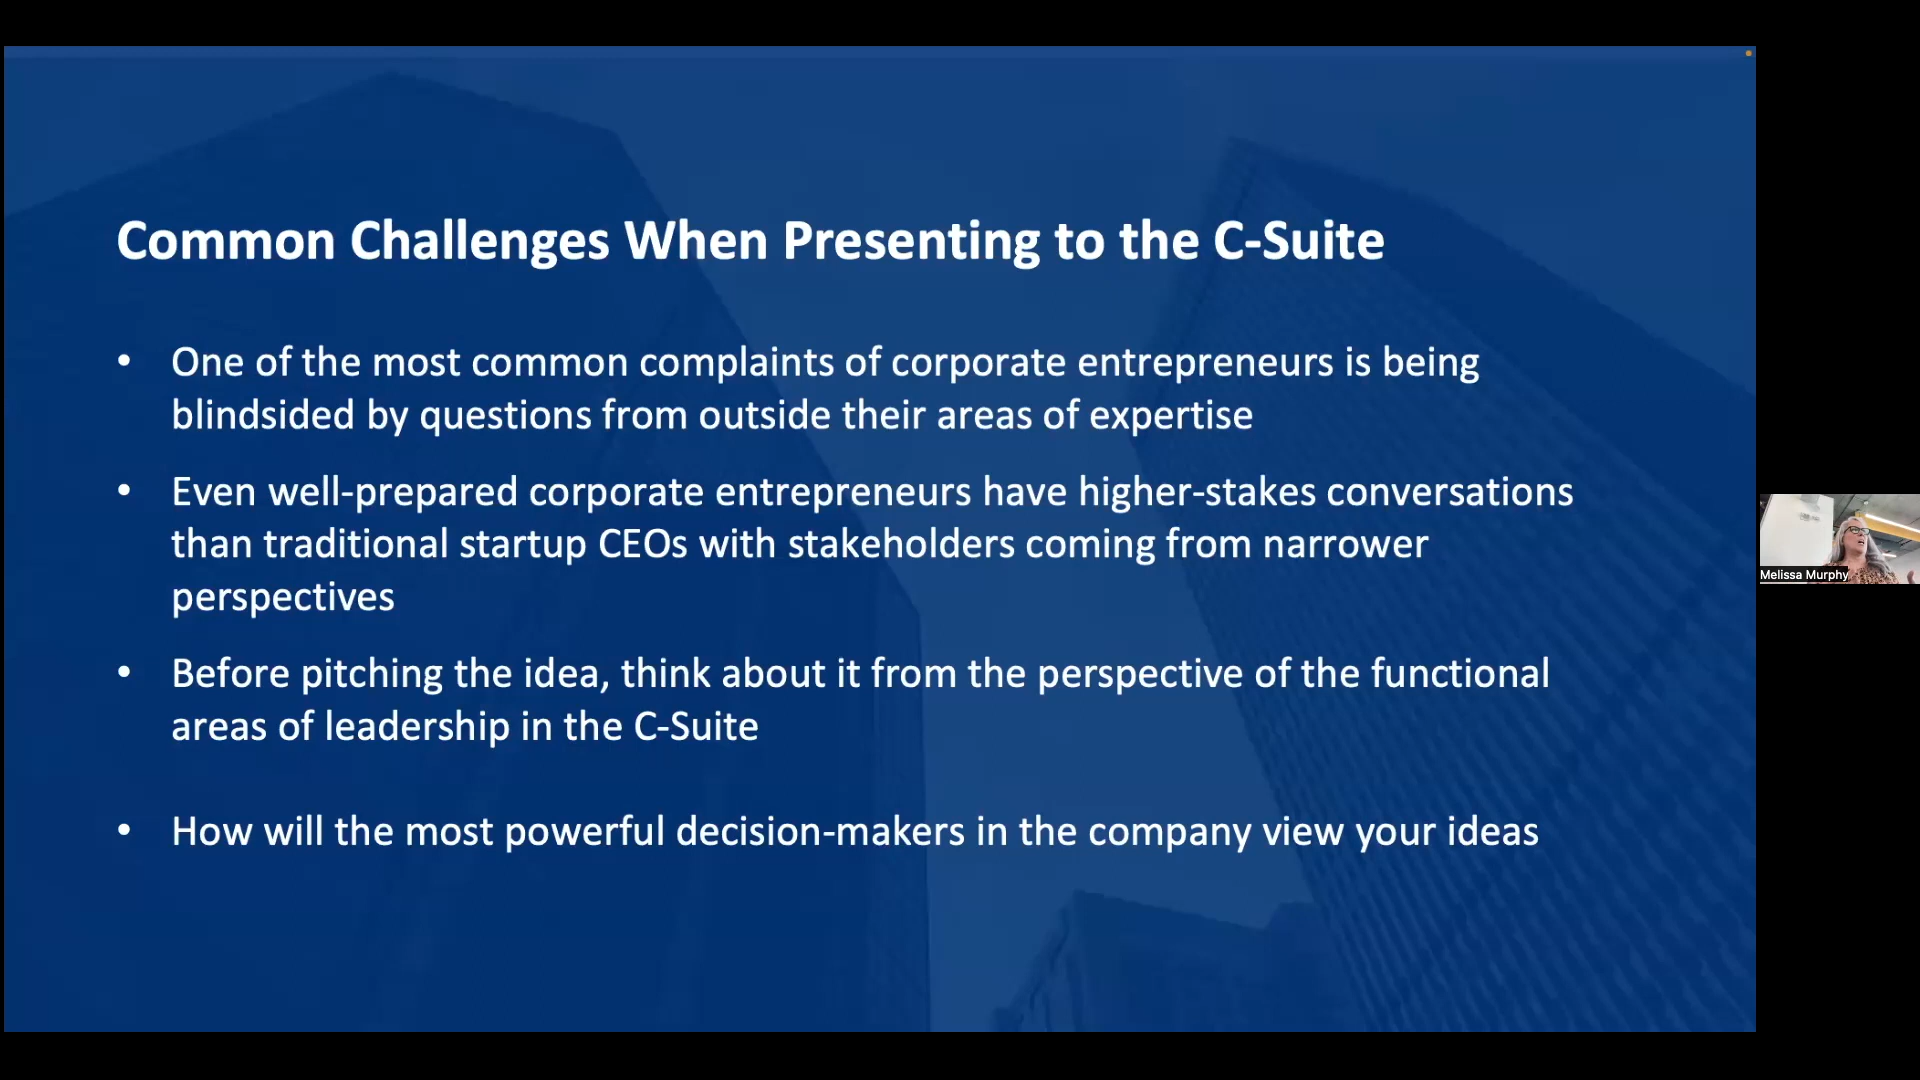 Common Challenges When Presenting to the C-Suite
• One of the most common complaints of corporate entrepreneurs is being
blindsided by questions from outside their areas of expertise
• Even well-prepared corporate entrepreneurs have higher-stakes conversations
than traditional startup CEOs with stakeholders coming from narrower
perspectives
• Before pitching the idea, think about it from the perspective of the functional
areas of leadership in the C-Suite
• How will the most powerful decision-makers in the company view your ideas
Melissa Murphy